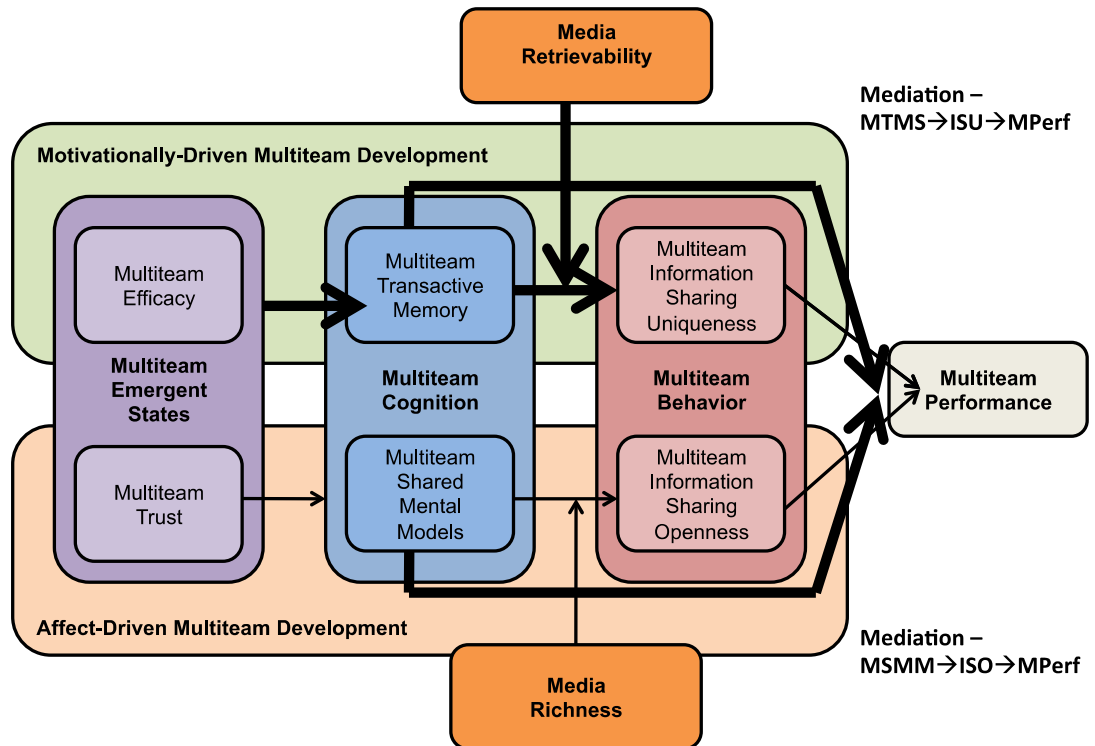 Media
Retrievability
Mediation –
MTMS→ISU→MPerf
Motivationally-Driven Multiteam Development
Multiteam
Efficacy
Multiteam
Transactive
Memory
Multiteam
Information
Sharing
Uniqueness
Multiteam
Emergent
States
Multiteam
Cognition
Multiteam
Behavior
Multiteam
Performance
Multiteam
Trust
Multiteam
Shared
Mental
Models
Multiteam
Information
Sharing
Openness
Affect-Driven Multiteam Development
Mediation –
MSMM→ISO→MPerf
Media
Richness